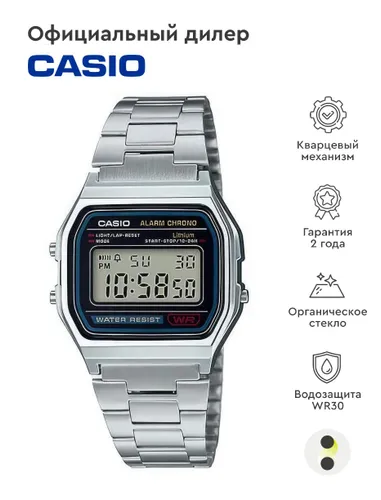 Официальный дилер
CASIO
Кварцевый
механизм
Гарантия
2 года
Органическое
стекло
Водозащита
WR30
CASIO ALARM CHRONO
LIGHT/LAP-RESET Lithium
MODE START-STOP/12-24H
SU 30
PM
10:58 50
WATER RESIST WR